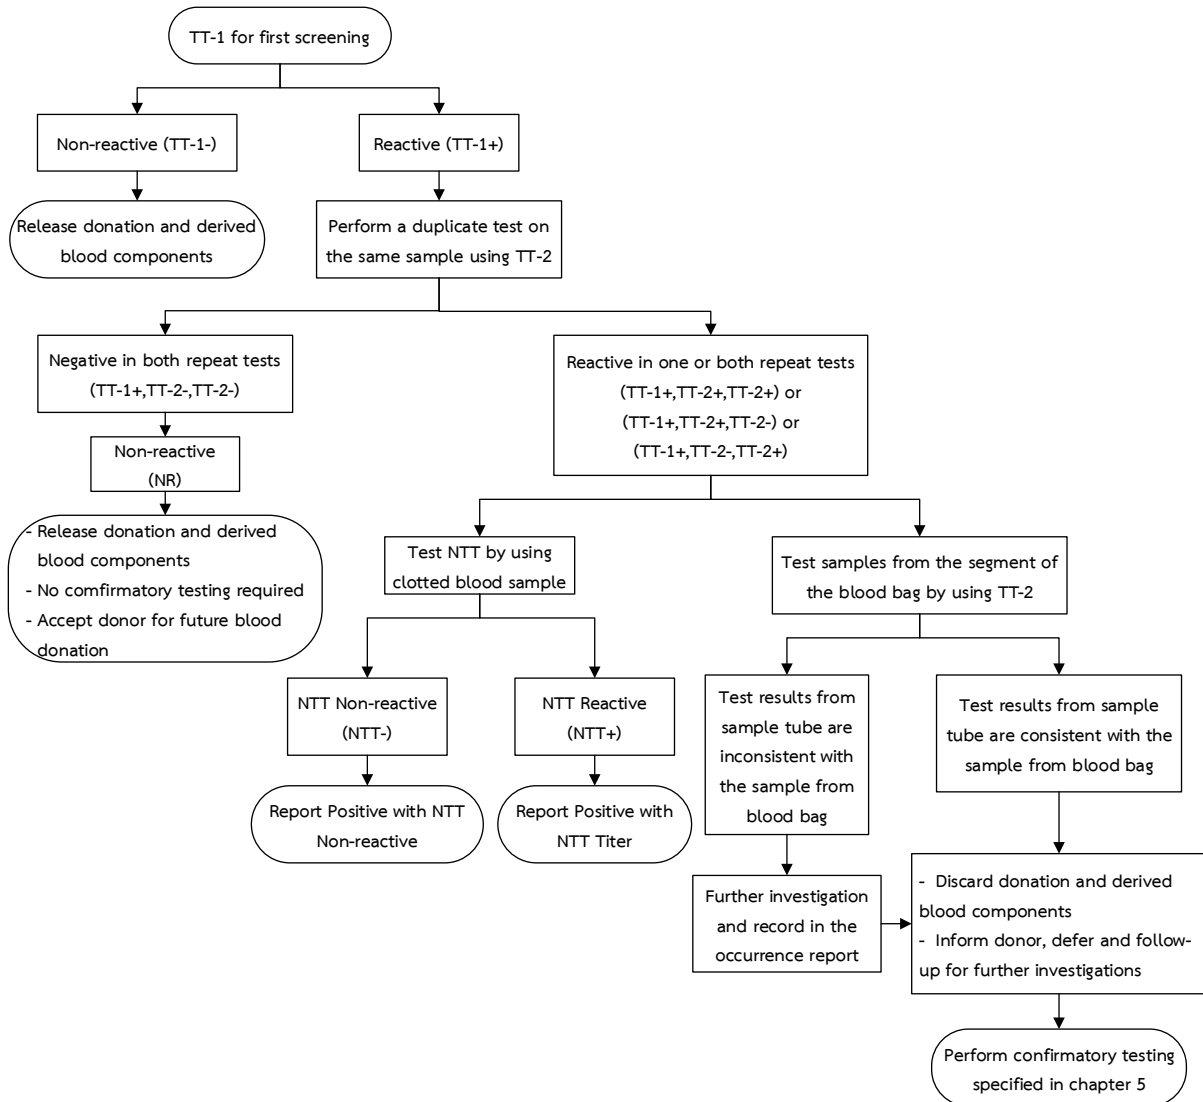 TT-1 for first screening
Non-reactive (TT-1-)
Reactive (TT-1+)
Release donation and derived
blood components
Perform a duplicate test on
the same sample using TT-2
Negative in both repeat tests
(TT-1+,TT-2-,TT-2-)
Reactive in one or both repeat tests
(TT-1+,TT-2+,TT-2+) or
(TT-1+,TT-2+,TT-2-) or
(TT-1+,TT-2-,TT-2+)
Non-reactive
(NR)
- Release donation and derived
blood components
- No comfirmatory testing required
- Accept donor for future blood
donation
Test NTT by using
clotted blood sample
Test samples from the segment of
the blood bag by using TT-2
NTT Non-reactive
(NTT-)
NTT Reactive
(NTT+)
Test results from
sample tube are
inconsistent with
the sample from
blood bag
Test results from sample
tube are consistent with the
sample from blood bag
Report Positive with NTT
Non-reactive
Report Positive with
NTT Titer
Further investigation
and record in the
occurrence report
- Discard donation and derived
blood components
- Inform donor, defer and follow-
up for further investigations
Perform confirmatory testing
specified in chapter 5